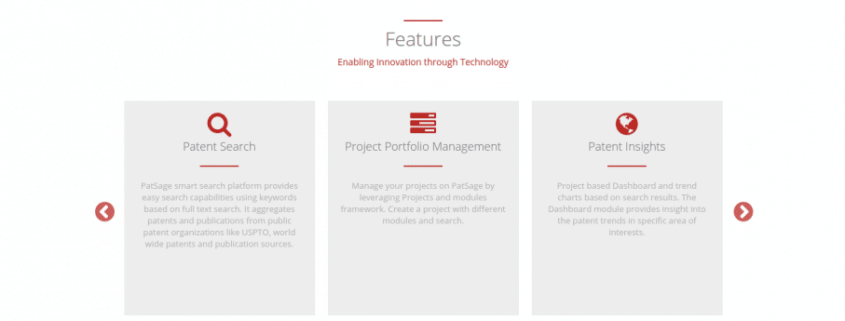 Features
Enabling Innovation through Technology
Patent Search
PatSage smart search platform provides
easy search capabilities using keywords
based on full text search. It aggregates
patents and publications from public
patent organizations like USPTO, world
wide patents and publication sources.
Project Portfolio Management
Manage your projects on PatSage by
leveraging Projects and modules
framework. Create a project with different
modules and search.
Patent Insights
Project based Dashboard and trend
charts based on search results. The
Dashboard module provides insight into
the patent trends in specific area of
interests.